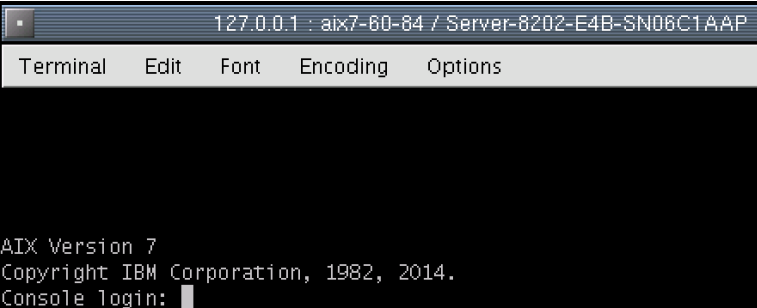 127.0.0.1 : aix7-60-84 / Server-8202-E4B-SN06C1AAP
Terminal Edit Font Encoding Options
AIX Version 7
Copyright IBM Corporation, 1982, 2014.
Console login: